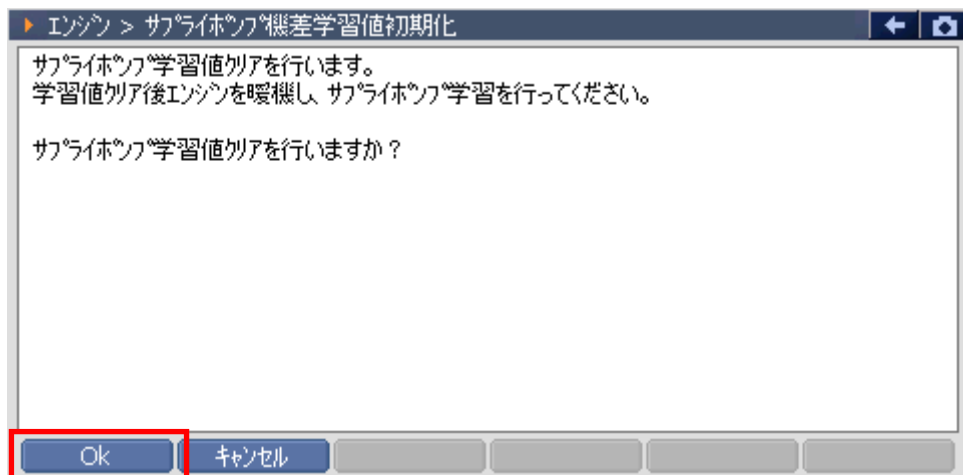 エンジン > サプライポンプ機差学習値初期化
サプライポンプ学習値クリアを行います。
学習値クリア後エンジンを暖機し、サプライポンプ学習を行ってください。
サプライポンプ学習値クリアを行いますか？
Ok キャンセル